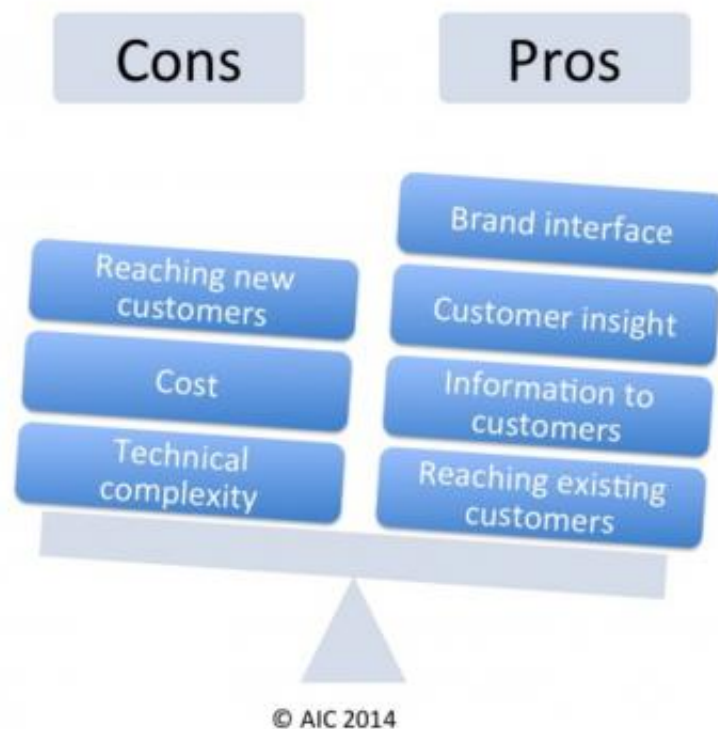 Cons
Pros
Reaching new
customers
Cost
Technical
complexity
Brand interface
Customer insight
Information to
customers
Reaching existing
customers
© AIC 2014